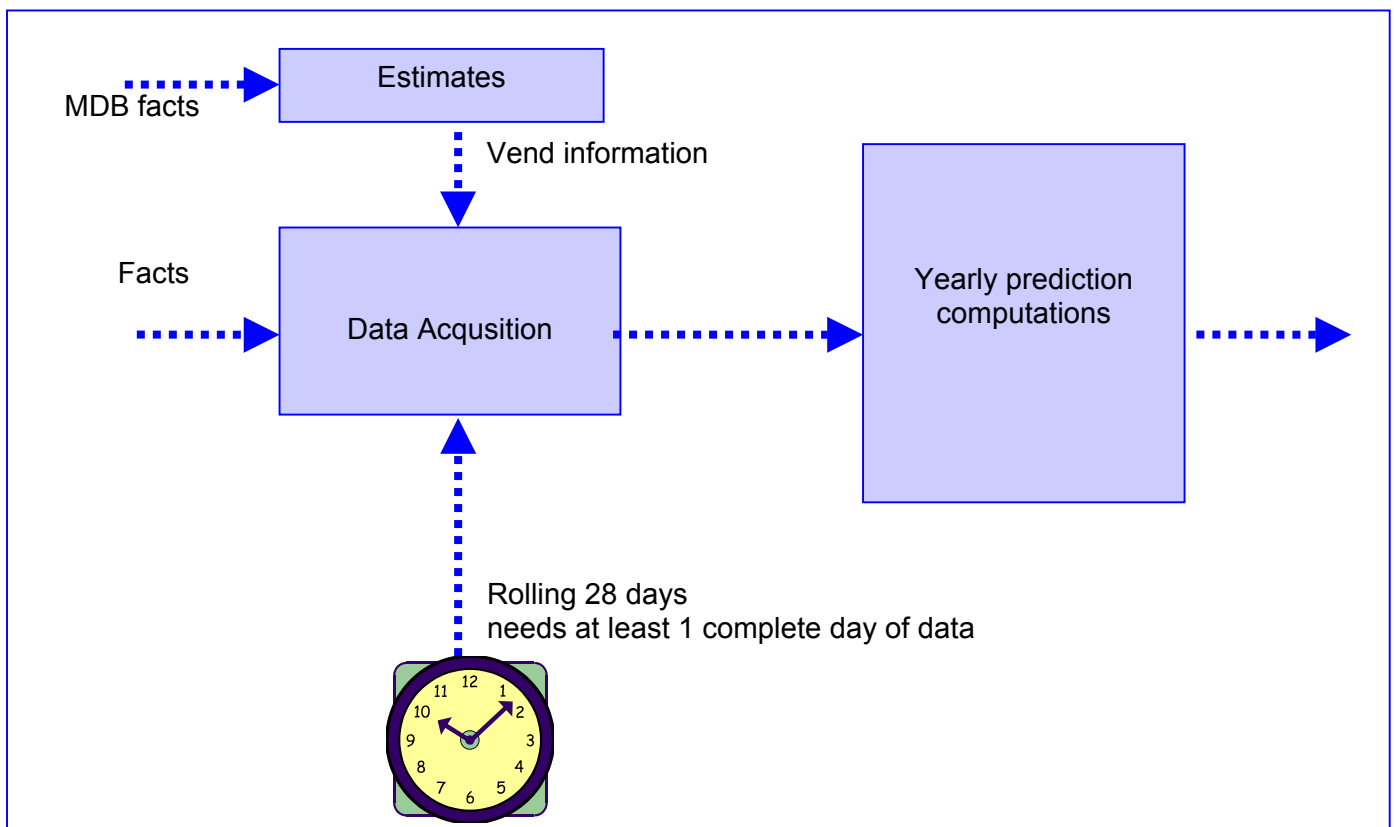 Estimates
MDB facts
Vend information
Facts
Data Acqusition
Yearly prediction
computations
Rolling 28 days
needs at least 1 complete day of data
12
11
1
10
2
9
3
8
4
7
5
6